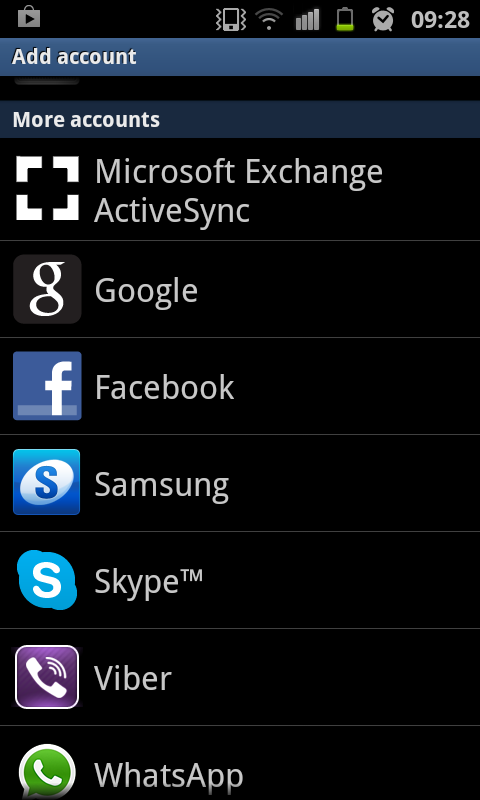 09:28
Add account
More accounts
Microsoft Exchange
ActiveSync
g
Google
f
Facebook
S
Samsung
S
Skype™
Viber
WhatsApp